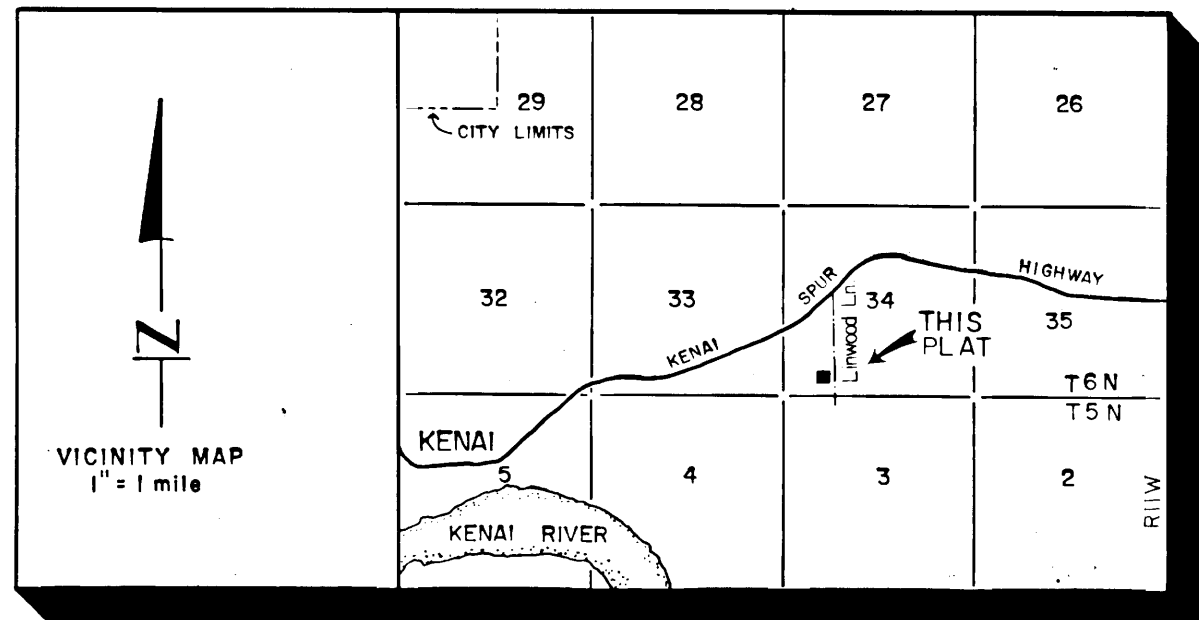 29 28 27 26
CITY LIMITS
SPUR HIGHWAY
32 33 34 35
Linwood Ln.
THIS
PLAT
KENAI
N
T6N
T5N
KENAI
VICINITY MAP
1" = 1 mile
5 4 3 2
R11W
KENAI RIVER